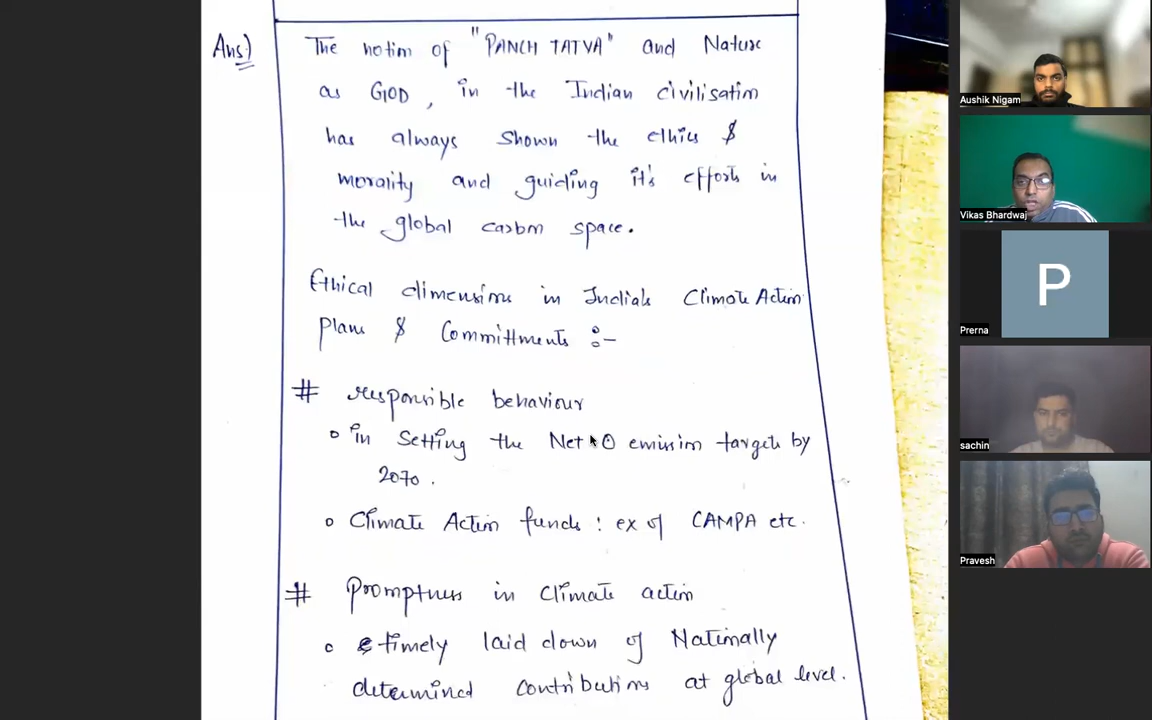 Ans)
The notion of "PANCH TATVA" and Nature
as GOD, in the Indian civilisation
has always shown the ethics &
morality and guiding it's efforts in
the global carbon space.
Ethical dimensions in India's Climate Action
Plans & Committments :-
# responsible behaviour
o in setting the Net 0 emission targets by
2070.
o Climate Action funds : ex of CAMPA etc.
# Promptness in climate action
o timely laid down of Nationally
determined contributions at global level.
Aushik Nigam
Vikas Bhardwaj
P
Prerna
sachin
Pravesh